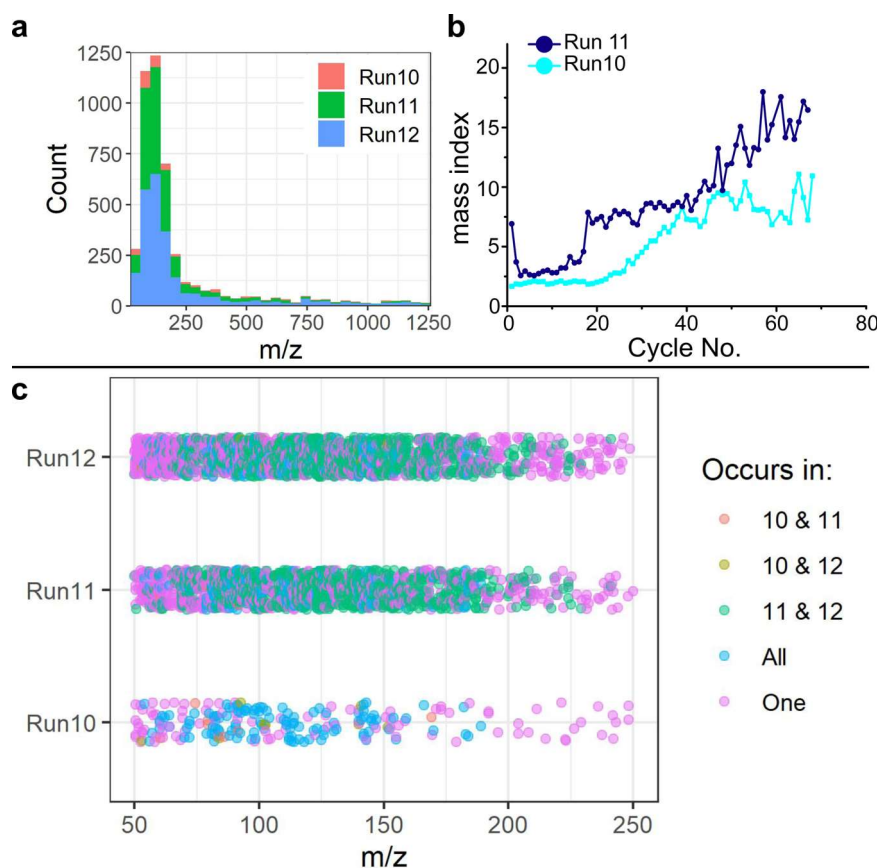 a
1250
1000
750
500
250
0
Count
250 500 750 1000 1250
m/z
Run10
Run11
Run12
b
Run 11
Run10
20
15
10
5
0
mass index
0 20 40 60 80
Cycle No.
c
Run12
Run11
Run10
50 100 150 200 250
m/z
Occurs in:
10 & 11
10 & 12
11 & 12
All
One